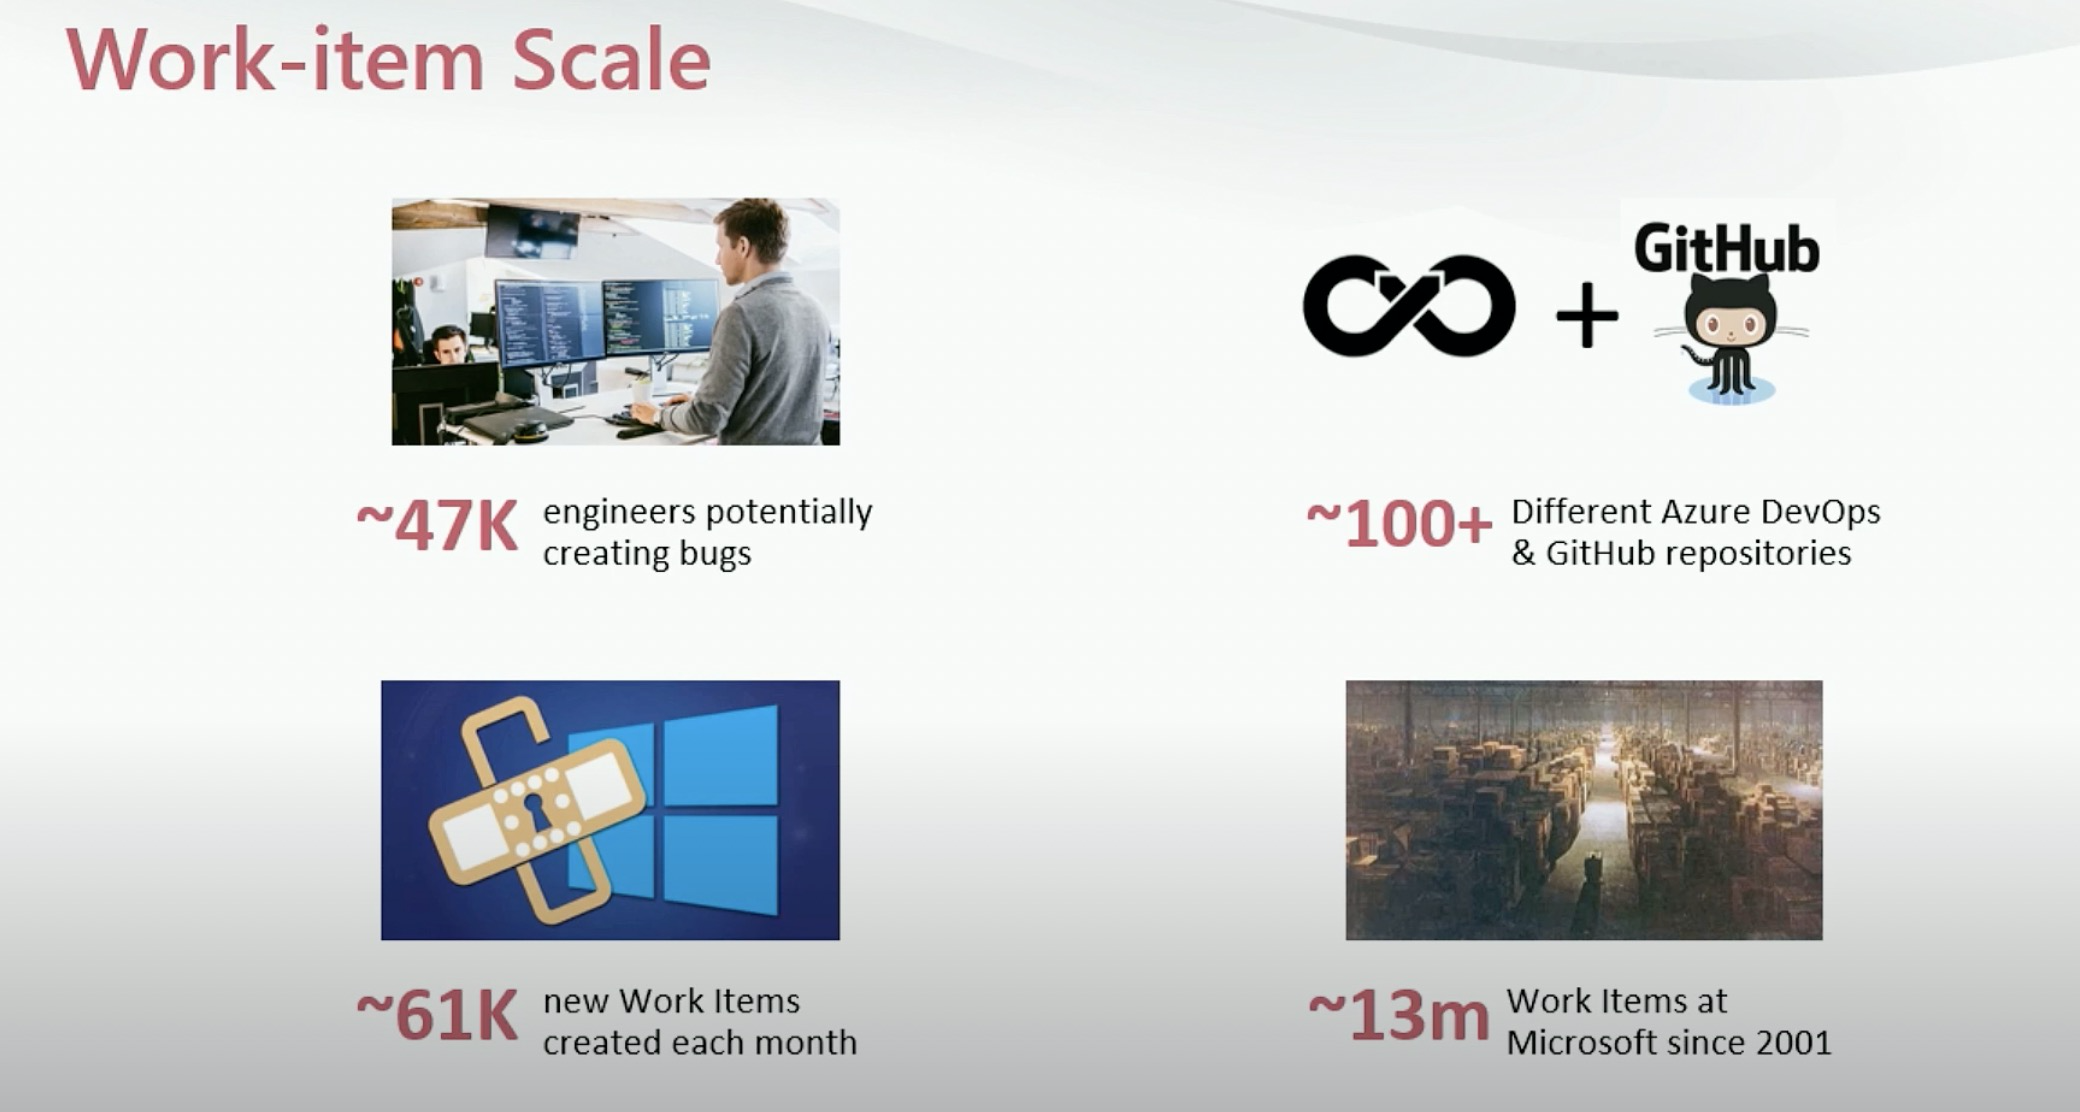 Work-item Scale
GitHub
~47K engineers potentially
creating bugs
~100+ Different Azure DevOps
& GitHub repositories
~61K new Work Items
created each month
~13m Work Items at
Microsoft since 2001